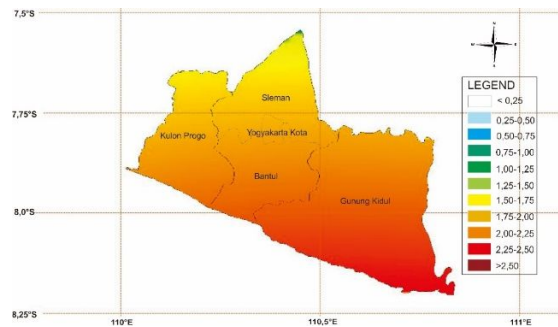 7,5°S
N
W
E
S
LEGEND
< 0,25
0.25-0,50
0.50-0,75
0,75-1,00
1,00-1,25
1,25-1,50
1,50-1,75
1,75-2,00
2,00-2,25
2,25-2,50
>2,50
Sleman
7,75°S
Kulon Progo
Yogyakarta Kota
Bantul
Gunung Kidul
8,0°S
8,25°S
110°E
110,5°E
111°E